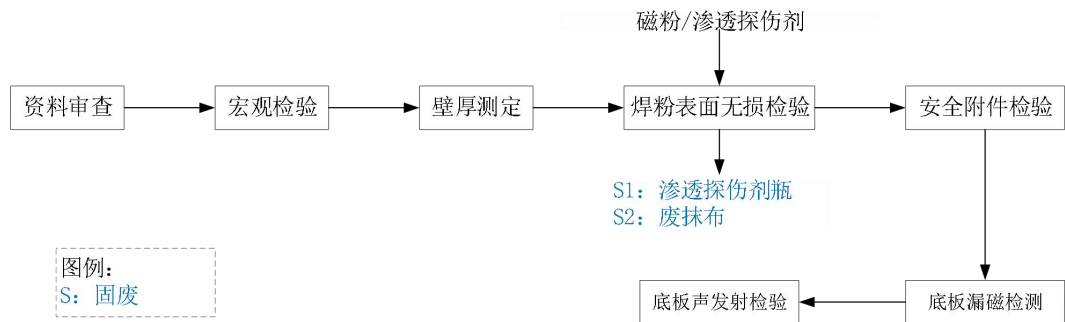 磁粉/渗透探伤剂
资料审查
宏观检验
壁厚测定
焊粉表面无损检验
安全附件检验
S1：渗透探伤剂瓶
S2：废抹布
图例：
S：固废
底板声发射检验
底板漏磁检测